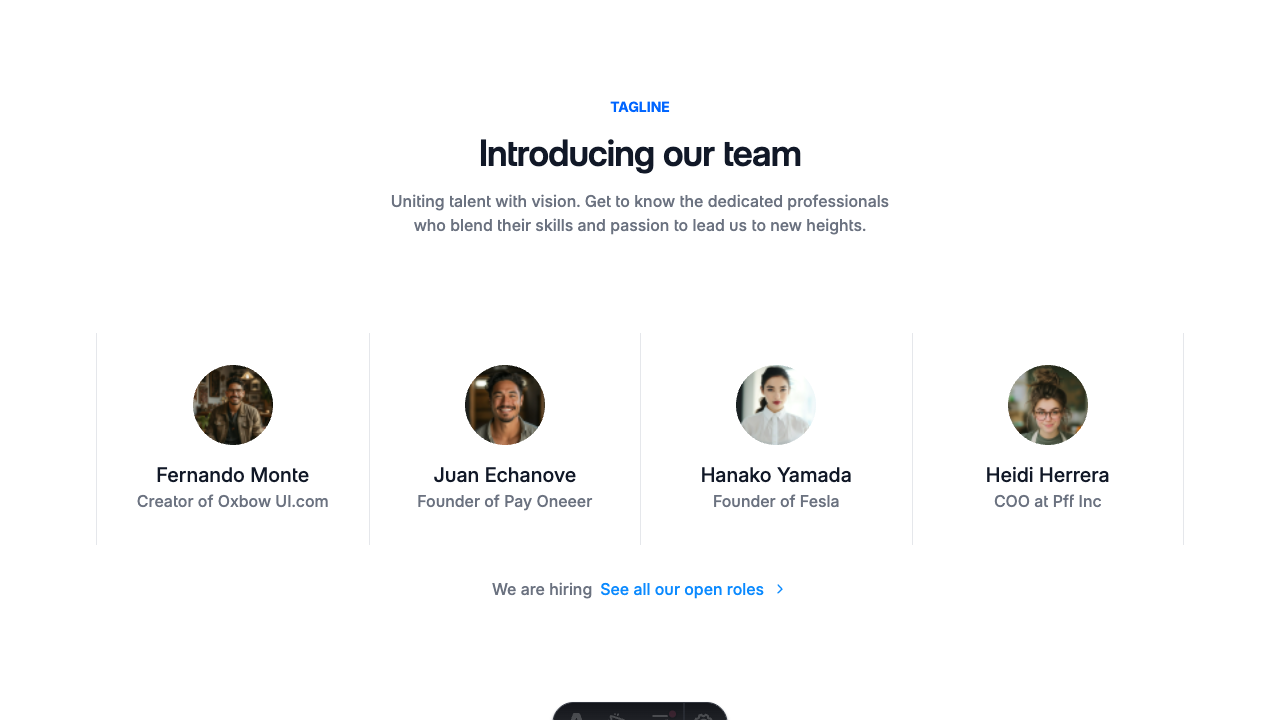 TAGLINE
Introducing our team
Uniting talent with vision. Get to know the dedicated professionals
who blend their skills and passion to lead us to new heights.
Fernando Monte
Creator of Oxbow UI.com
Juan Echanove
Founder of Pay Oneeer
Hanako Yamada
Founder of Fesla
Heidi Herrera
COO at Pff Inc
We are hiring See all our open roles